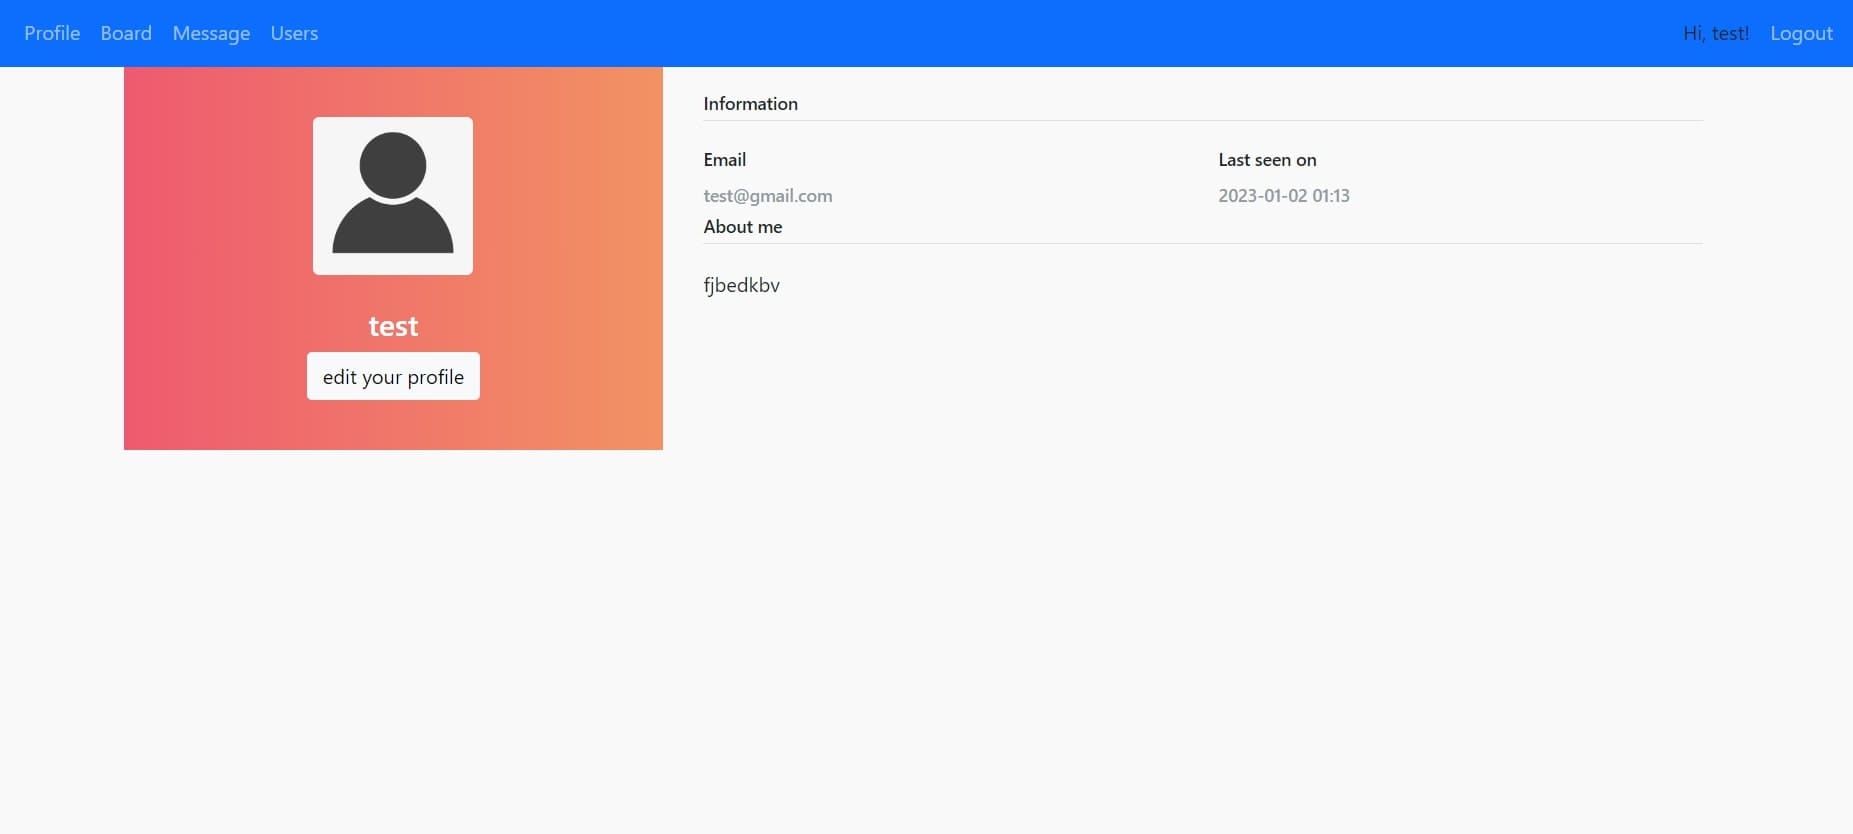 Profile Board Message Users Hi, test! Logout
test
edit your profile
Information
Email Last seen on
test@gmail.com 2023-01-02 01:13
About me
fjbedkbv